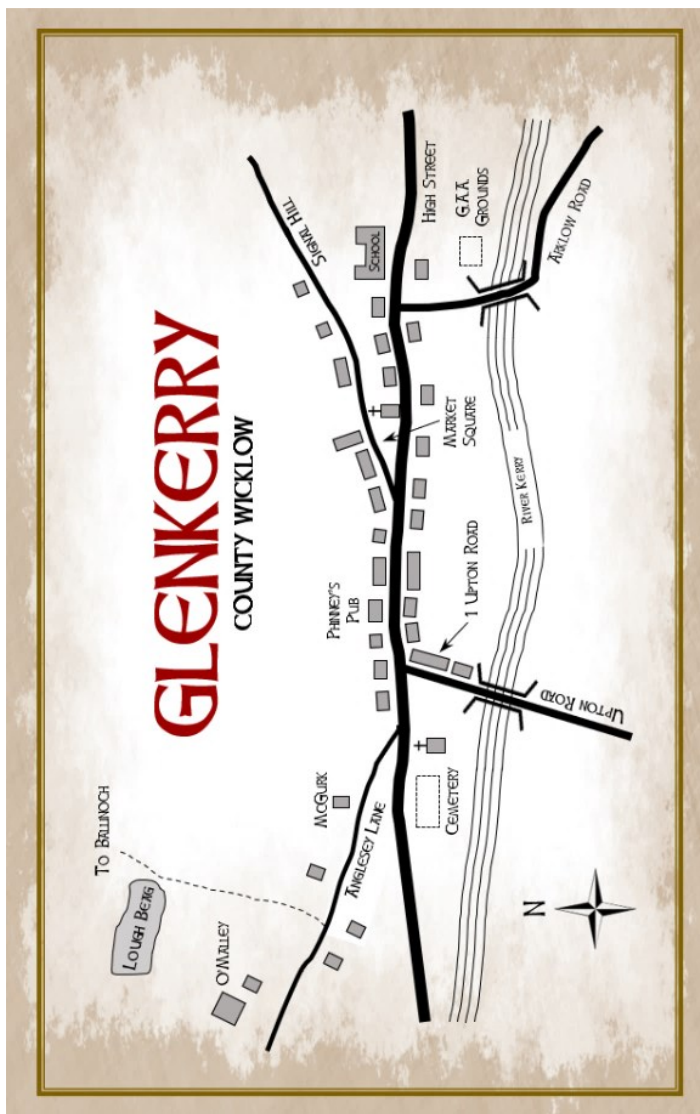 GLENKERRY
COUNTY WICKLOW
TO BALLINOCH
LOUGH BEAG
O'MALLEY
MCGURK
ANGLESEY LANE
PHINNEY'S
PUB
SIGNAL HILL
SCHOOL
HIGH STREET
G.A.A.
GROUNDS
MARKET
SQUARE
CEMETERY
1 UPTON ROAD
RIVER KERRY
ARKLOW ROAD
UPTON ROAD
N